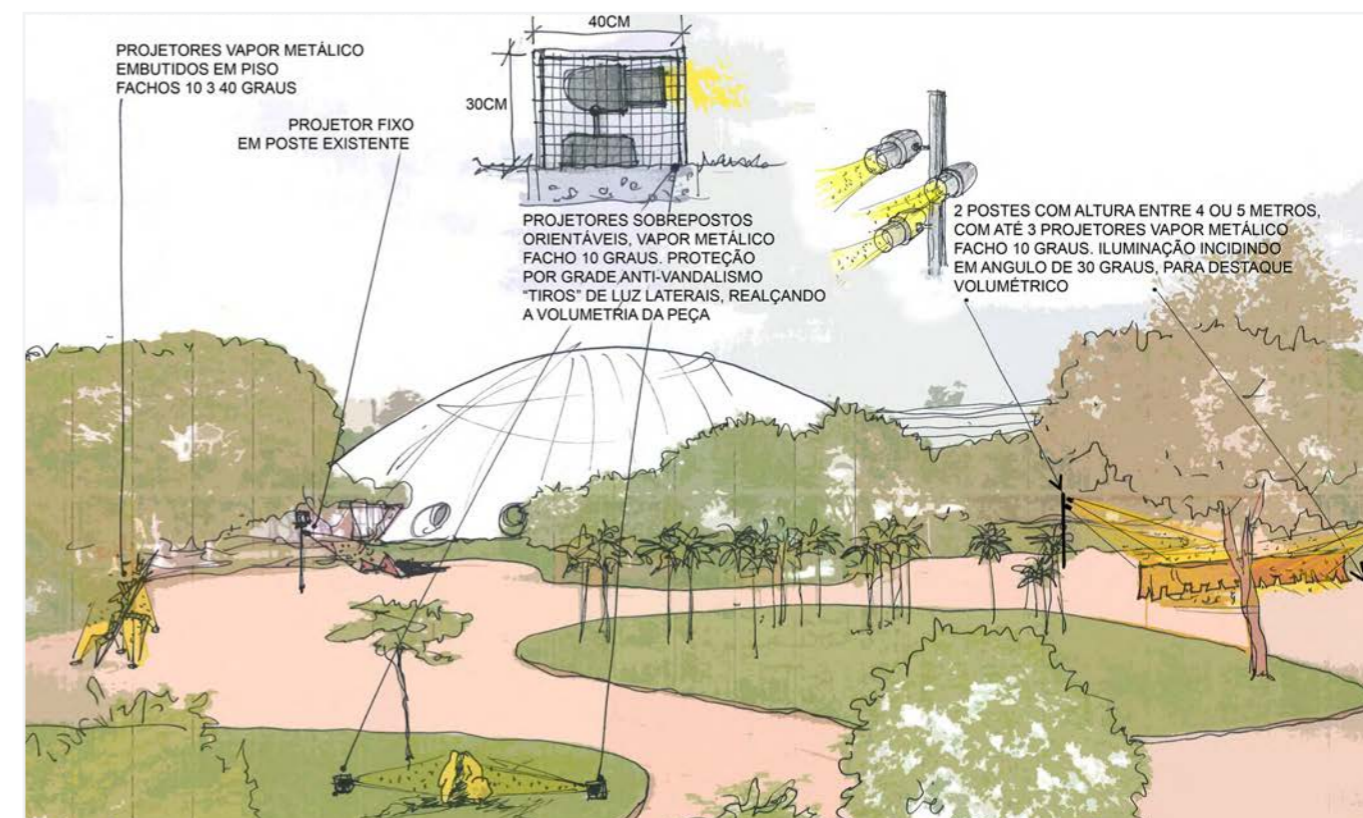 PROJETORES VAPOR METÁLICO
EMBUTIDOS EM PISO
FACHOS 10 3 40 GRAUS
PROJETOR FIXO
EM POSTE EXISTENTE
40CM
30CM
PROJETORES SOBREPOSTOS
ORIENTÁVEIS, VAPOR METÁLICO
FACHO 10 GRAUS. PROTEÇÃO
POR GRADE ANTI-VANDALISMO
"TIROS" DE LUZ LATERAIS, REALÇANDO
A VOLUMETRIA DA PEÇA
2 POSTES COM ALTURA ENTRE 4 OU 5 METROS,
COM ATÉ 3 PROJETORES VAPOR METÁLICO
FACHO 10 GRAUS. ILUMINAÇÃO INCIDINDO
EM ANGULO DE 30 GRAUS, PARA DESTAQUE
VOLUMÉTRICO